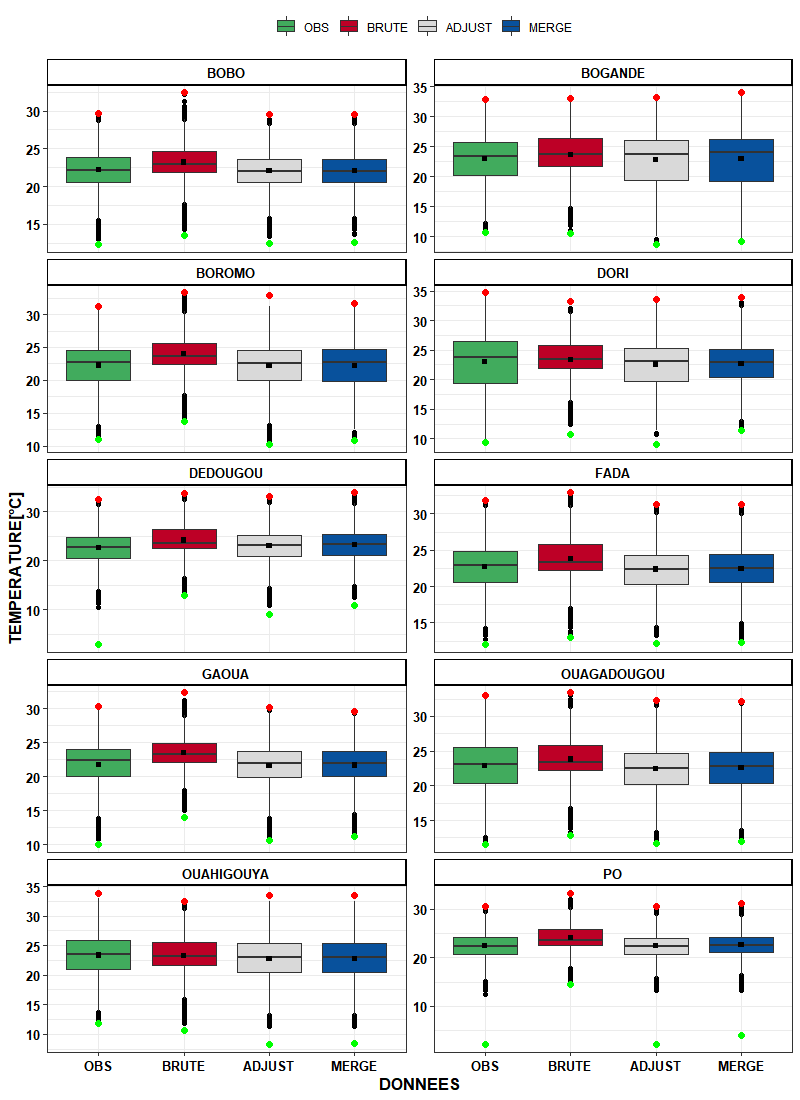 OBS BRUTE ADJUST MERGE
BOBO BOGANDE
30 25 20 15
35 30 25 20 15 10
BOROMO DORI
30 25 20 15 10
35 30 25 20 15 10
DEDOUGOU FADA
30 20 10
30 25 20 15
TEMPERATURE[°C]
GAOUA OUAGADOUGOU
30 25 20 15 10
30 25 20 15
OUAHIGOUYA PO
35 30 25 20 15 10
30 20 10
OBS BRUTE ADJUST MERGE OBS BRUTE ADJUST MERGE
DONNEES